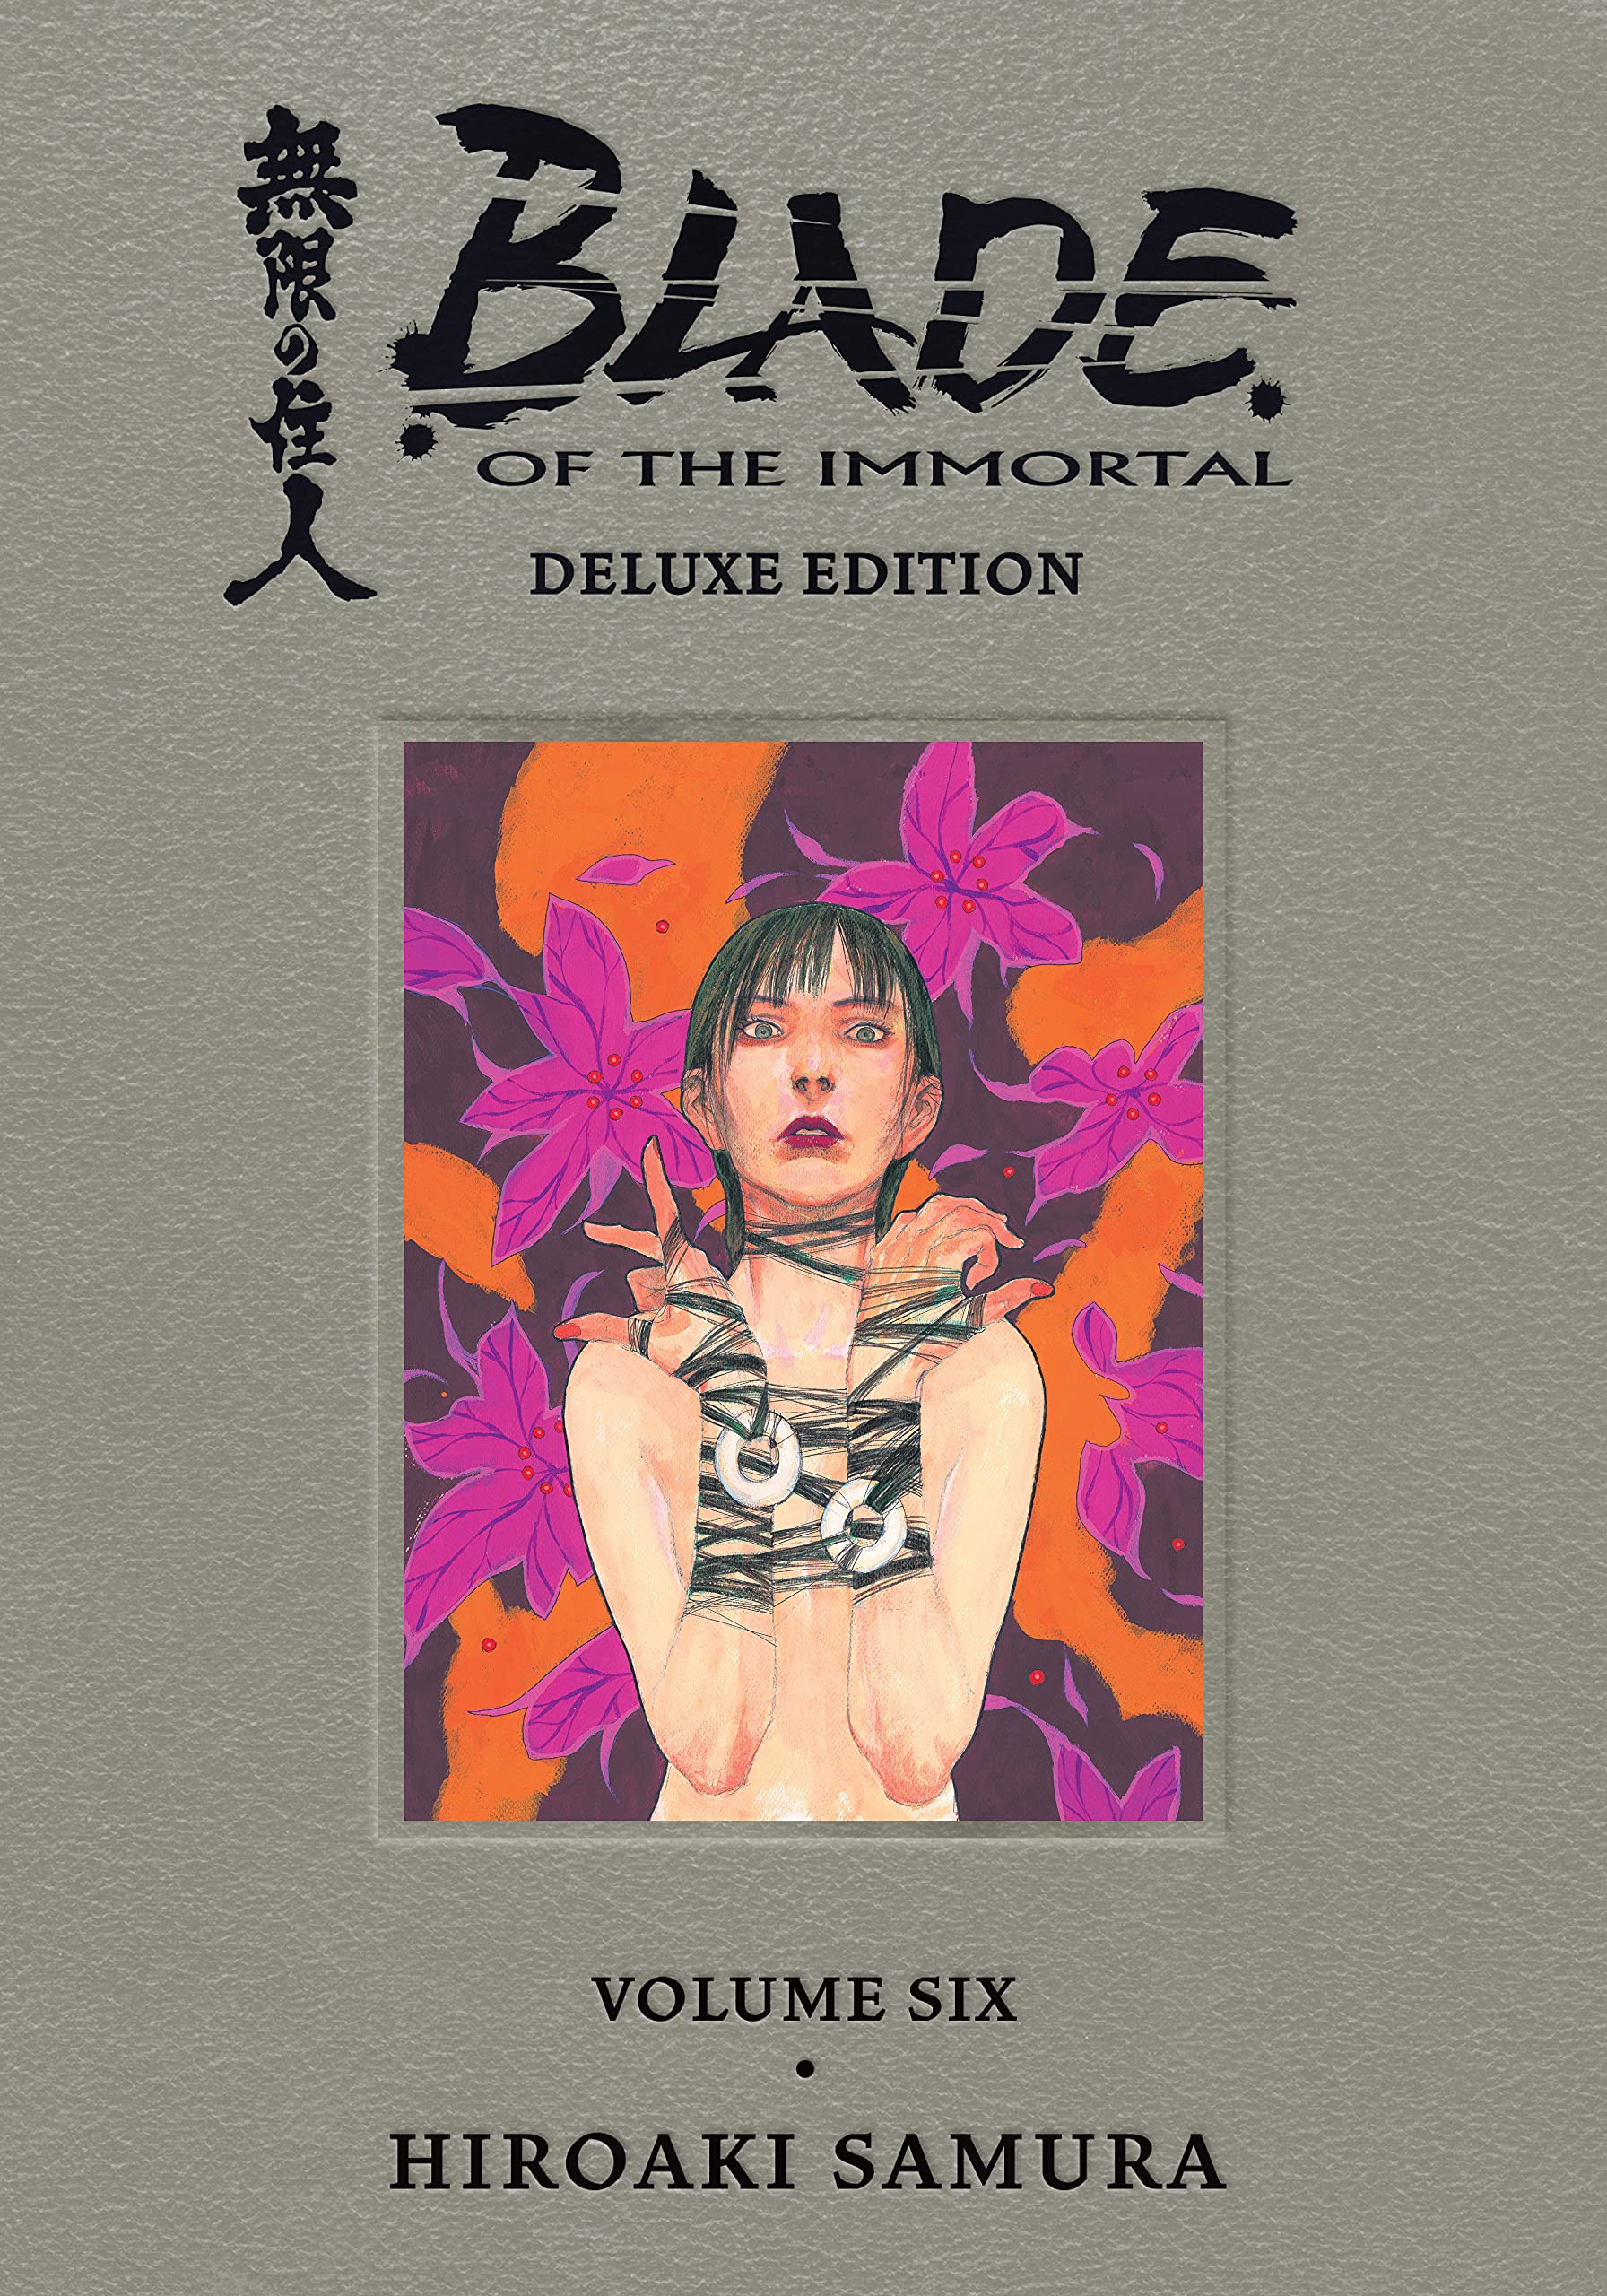 無限の住人
BLADE
OF THE IMMORTAL
DELUXE EDITION
VOLUME SIX
•
HIROAKI SAMURA